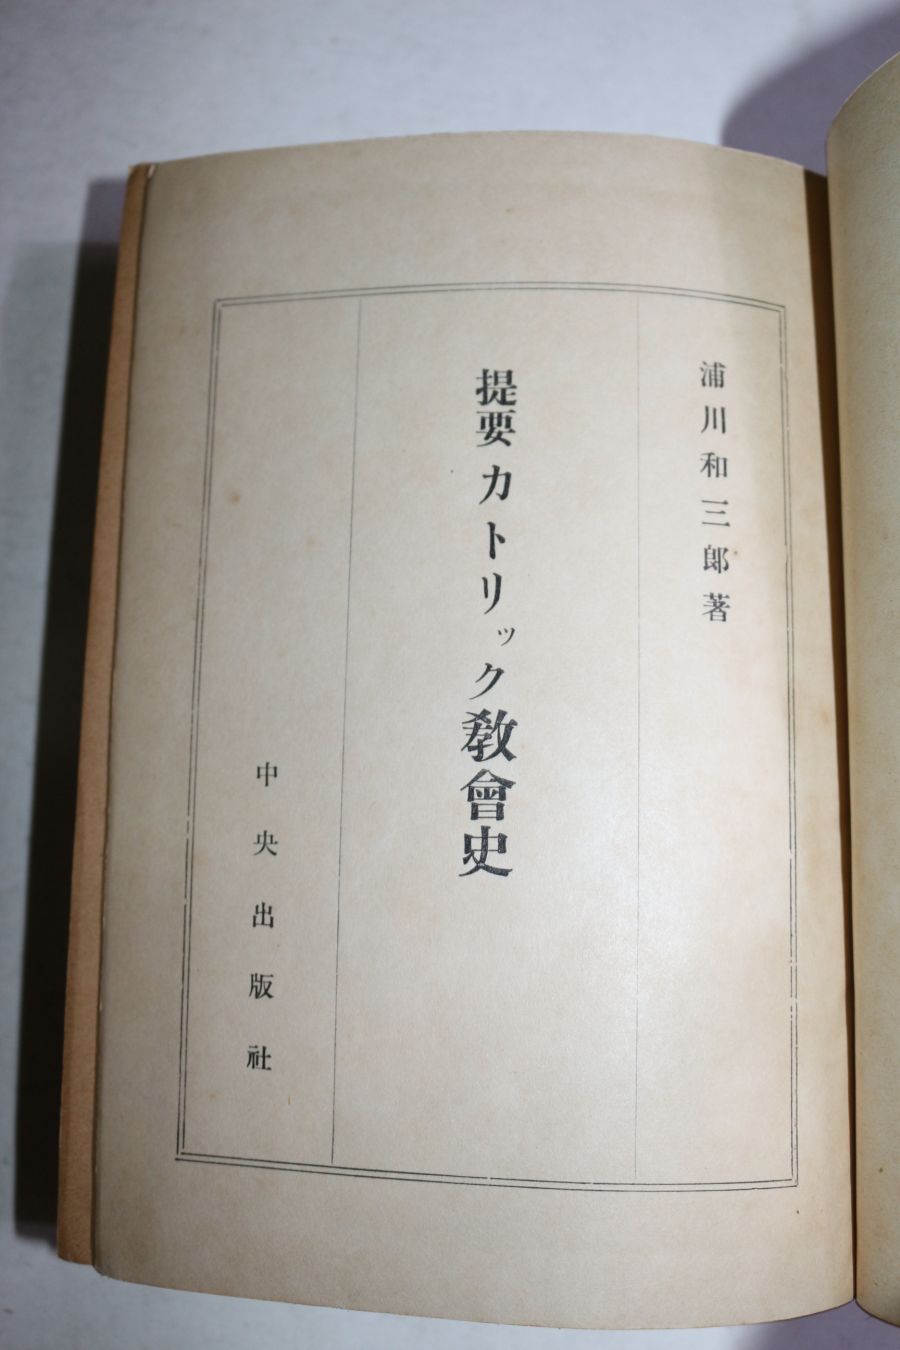 浦川和三郎著
提要カトリック教會史
中央出版社